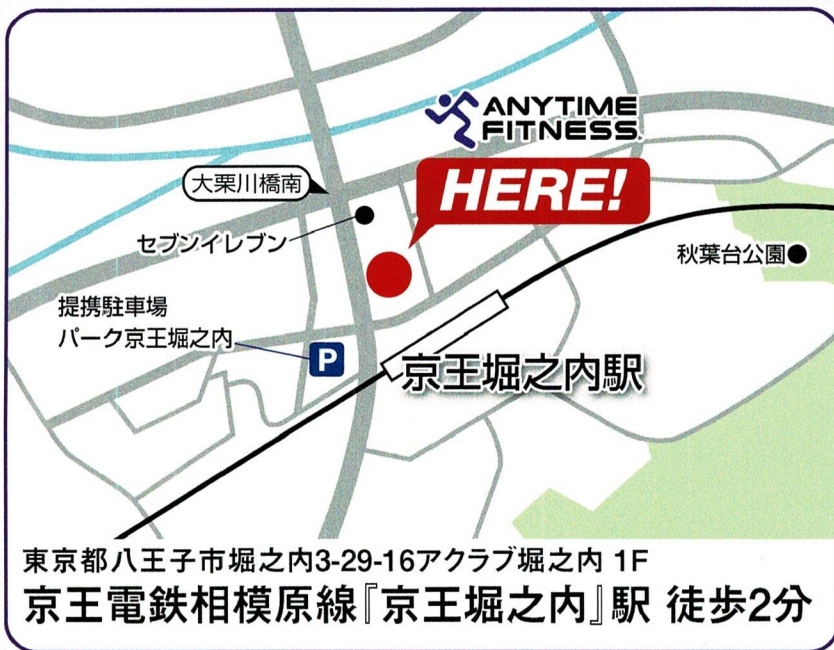 ANYTIME
FITNESS
HERE!
大栗川橋南
セブンイレブン
秋葉台公園
提携駐車場
パーク京王堀之内
P
京王堀之内駅
東京都八王子市堀之内3-29-16アクラブ堀之内 1F
京王電鉄相模原線『京王堀之内』駅 徒歩2分